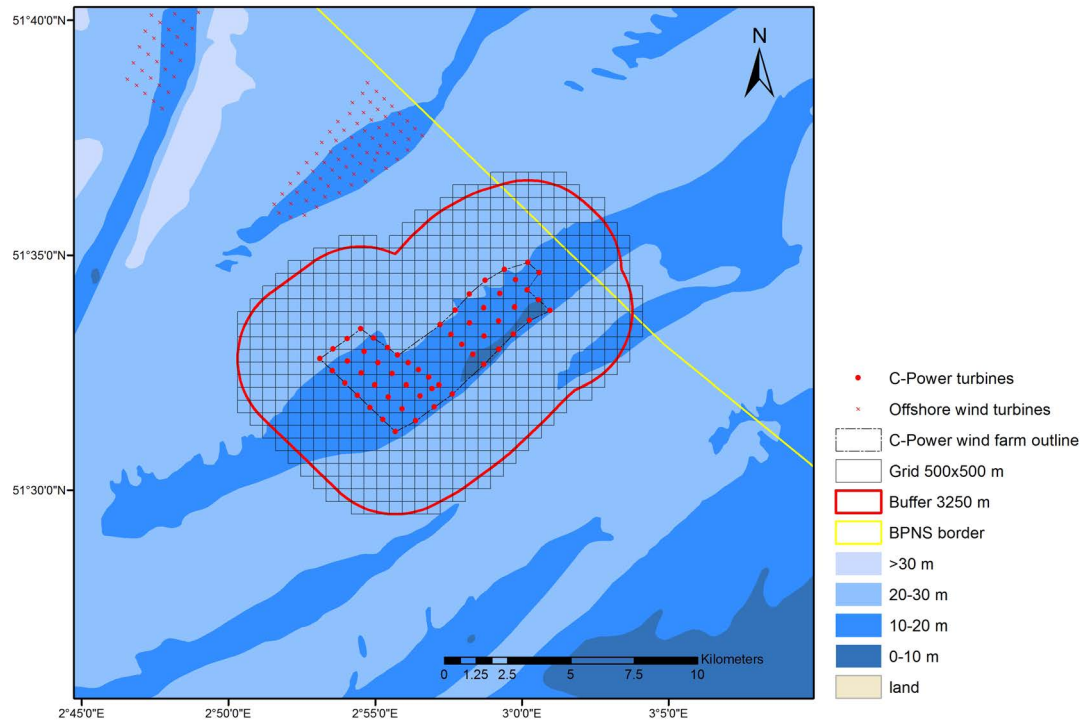 51°40'0"N
N
51°35'0"N
51°30'0"N
C-Power turbines
Offshore wind turbines
C-Power wind farm outline
Grid 500x500 m
Buffer 3250 m
BPNS border
>30 m
20-30 m
10-20 m
0-10 m
land
Kilometers
0 1.25 2.5 5 7.5 10
2°45'0"E 2°50'0"E 2°55'0"E 3°0'0"E 3°5'0"E